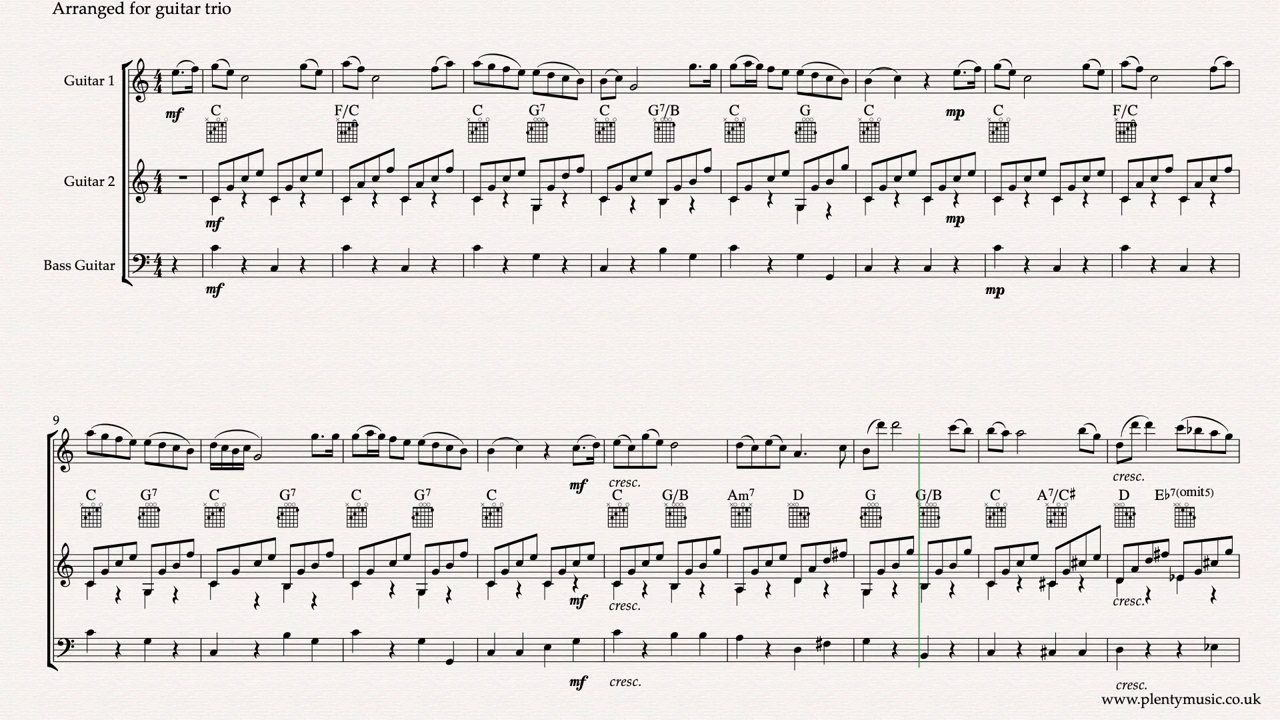 Arranged for guitar trio
Guitar 1
mf mp
C F/C C G7 C G7/B C G C C F/C
Guitar 2
mf mp
Bass Guitar
mf mp
9
mf cresc. cresc.
C G7 C G7 C G7 C C G/B Am7 D G G/B C A7/C♯ D E♭7(omit5)
mf cresc. cresc.
mf cresc. cresc.
www.plentymusic.co.uk